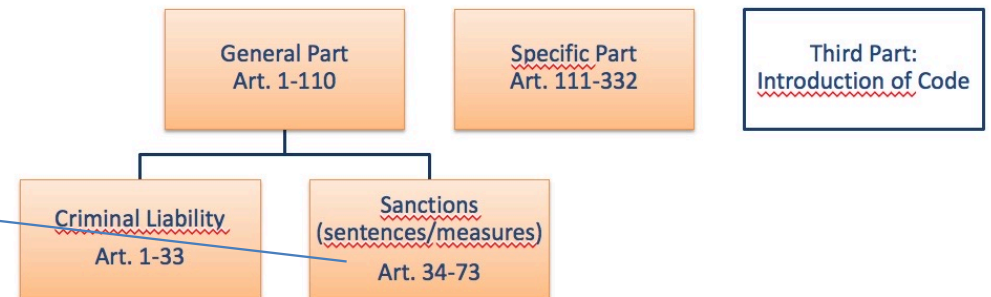 General Part
Art. 1-110
Specific Part
Art. 111-332
Third Part:
Introduction of Code
Criminal Liability
Art. 1-33
Sanctions
(sentences/measures)
Art. 34-73